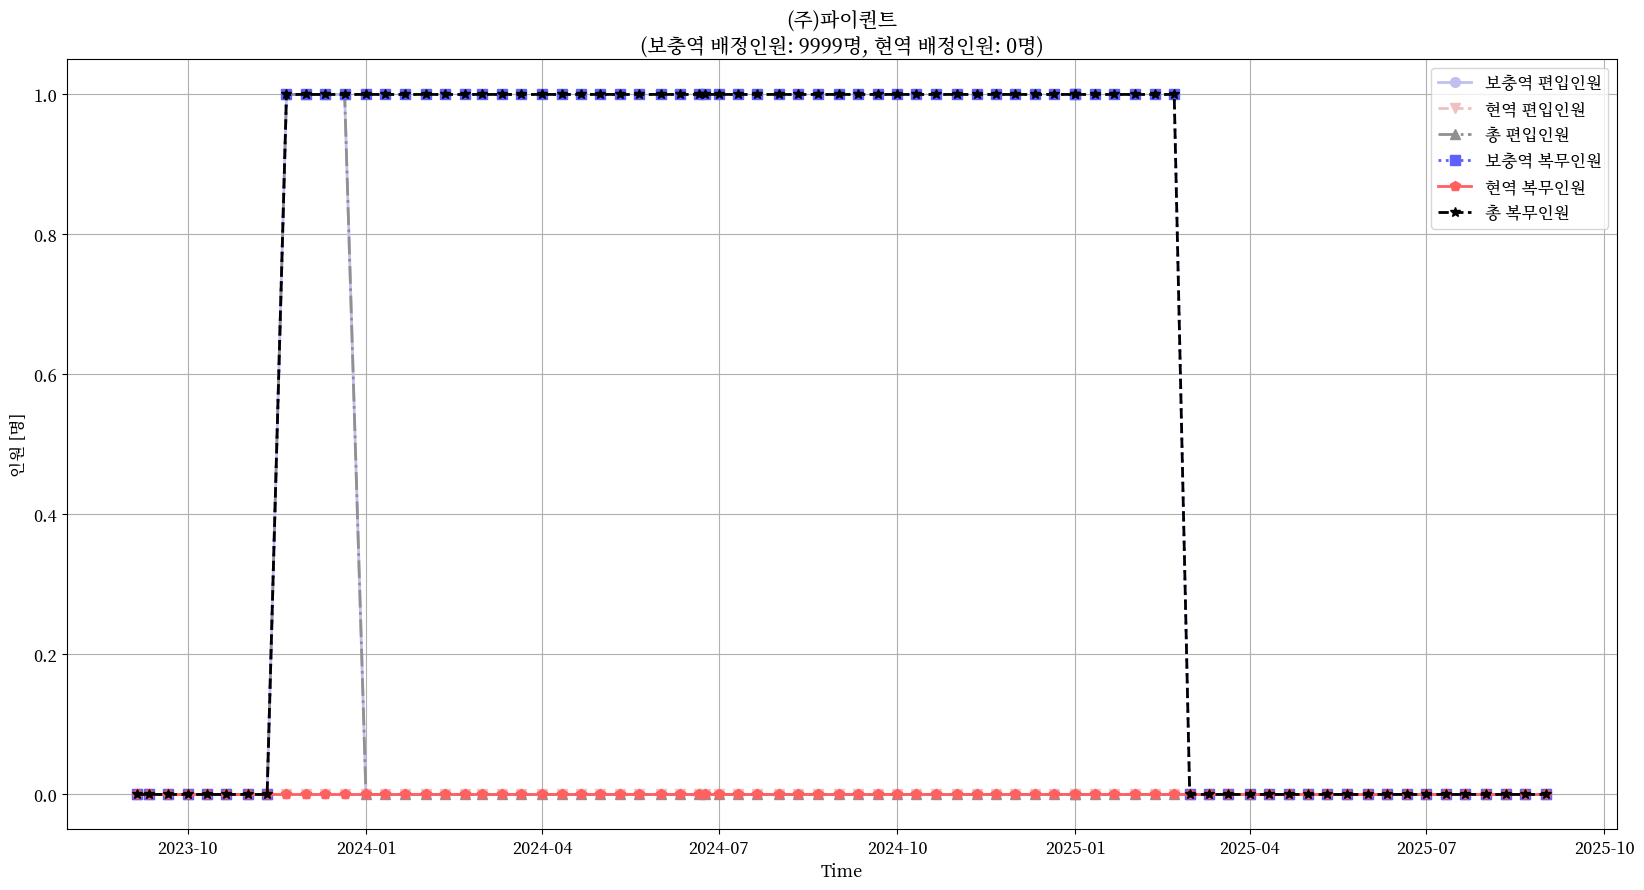 (주)파이퀀트
(보충역 배정인원: 9999명, 현역 배정인원: 0명)
보충역 편입인원
현역 편입인원
총 편입인원
보충역 복무인원
현역 복무인원
총 복무인원
인원 [명]
1.0
0.8
0.6
0.4
0.2
0.0
2023-10
2024-01
2024-04
2024-07
2024-10
2025-01
2025-04
2025-07
2025-10
Time